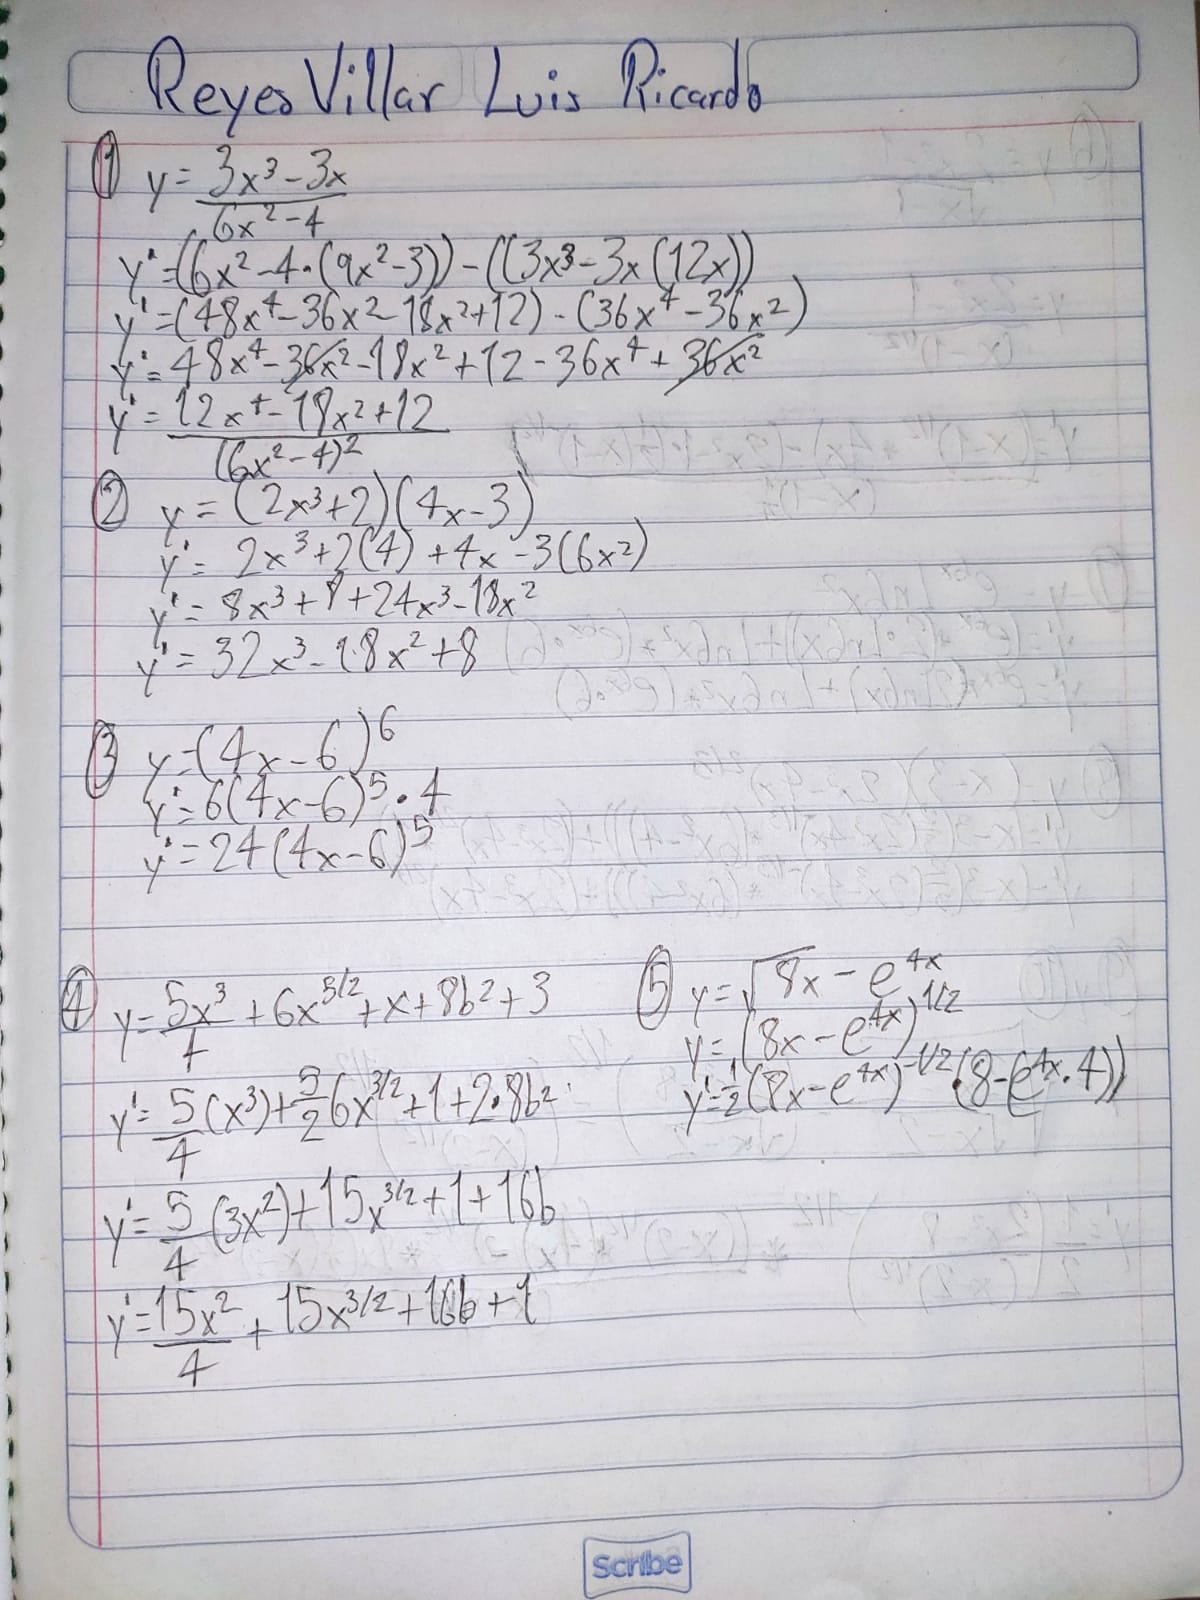 Reyes Villar Luis Ricardo
① y = (3x³-3x)/(6x²-4)
y' = (6x²-4·(9x²-3)) - ((3x³-3x(12x))
y' = (48x⁴-36x²-18x²+12) - (36x⁴-36x²)
y' = 48x⁴-36x²-18x²+12-36x⁴+36x²
y' = (12x⁴-18x²+12)/(6x²-4)²
② y = (2x³+2)(4x-3)
y' = 2x³+2(4)+4x-3(6x²)
y' = 8x³+8+24x³-18x²
y' = 32x³-18x²+8
③ y=(4x-6)⁶
y'=6(4x-6)⁵·4
y'=24(4x-6)⁵
④ y=5x³/4+6x^5/2+x+8b²+3
y'=5/4(x³)+5/2 6x^3/2+1+2·8b²
y'=5/4(3x²)+15x^3/2+1+16b
y'=15x²/4+15x^3/2+16b+1
⑤ y=√8x-e^4x
y=(8x-e^4x)^1/2
y'=1/2(8x-e^4x)^-1/2·(8-(e^4x·4))
Scribe